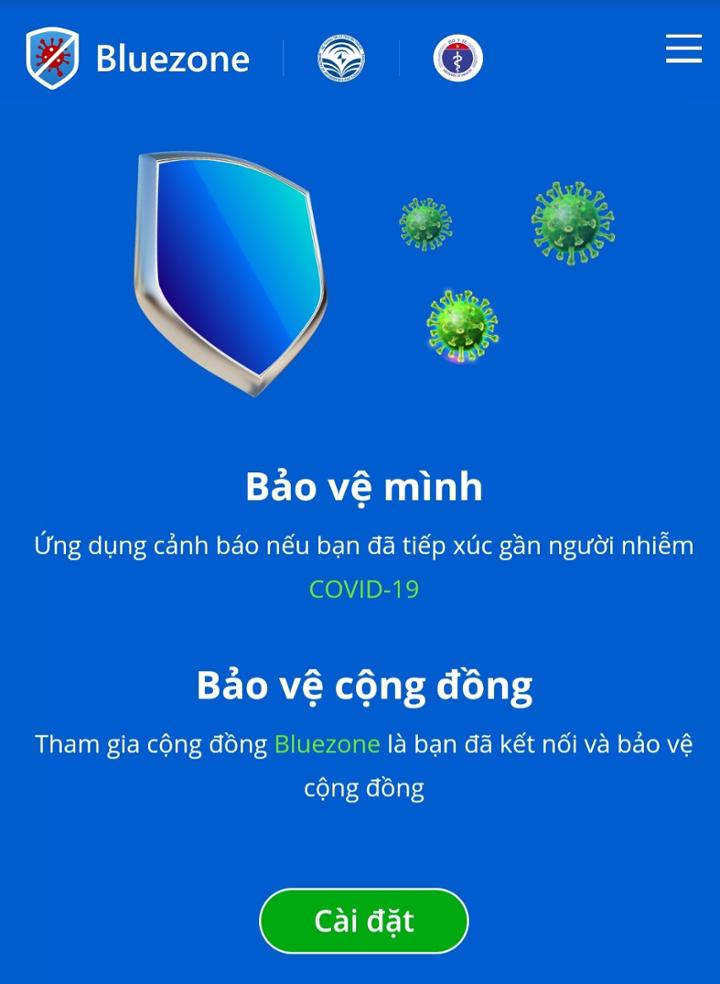 Bluezone
BỘ Y TẾ
Bảo vệ mình
Ứng dụng cảnh báo nếu bạn đã tiếp xúc gần người nhiễm
COVID-19
Bảo vệ cộng đồng
Tham gia cộng đồng Bluezone là bạn đã kết nối và bảo vệ
cộng đồng
Cài đặt